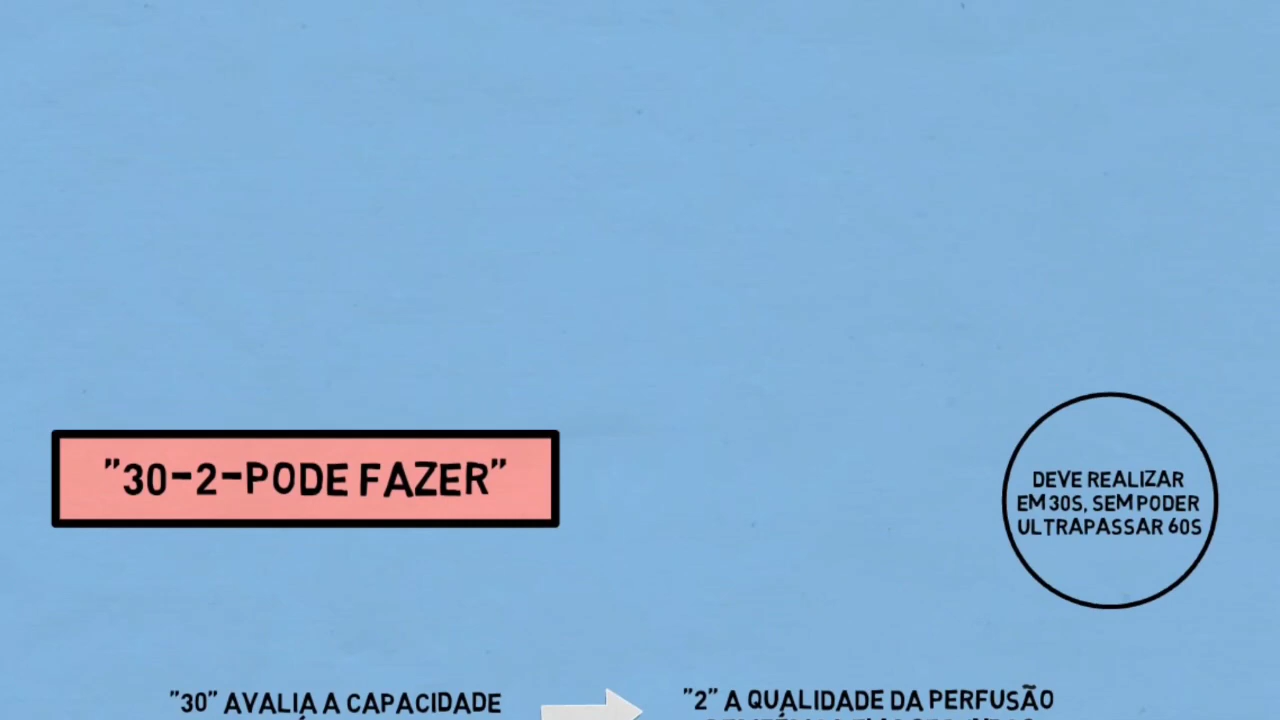 "30-2-PODE FAZER"
DEVE REALIZAR
EM 30S, SEM PODER
ULTRAPASSAR 60S
"30" AVALIA A CAPACIDADE
"2" A QUALIDADE DA PERFUSÃO